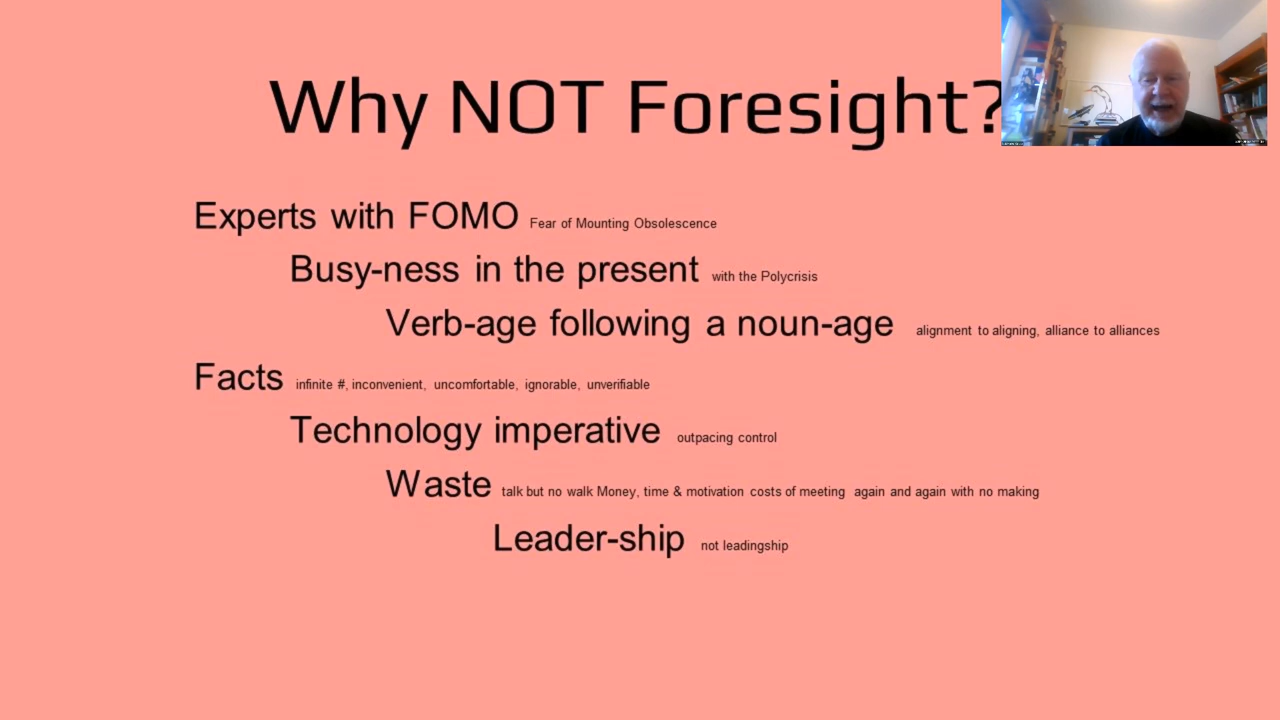 Why NOT Foresight?
Experts with FOMO Fear of Mounting Obsolescence
Busy-ness in the present with the Polycrisis
Verb-age following a noun-age alignment to aligning, alliance to alliances
Facts infinite #, inconvenient, uncomfortable, ignorable, unverifiable
Technology imperative outpacing control
Waste talk but no walk Money, time & motivation costs of meeting again and again with no making
Leader-ship not leadingship